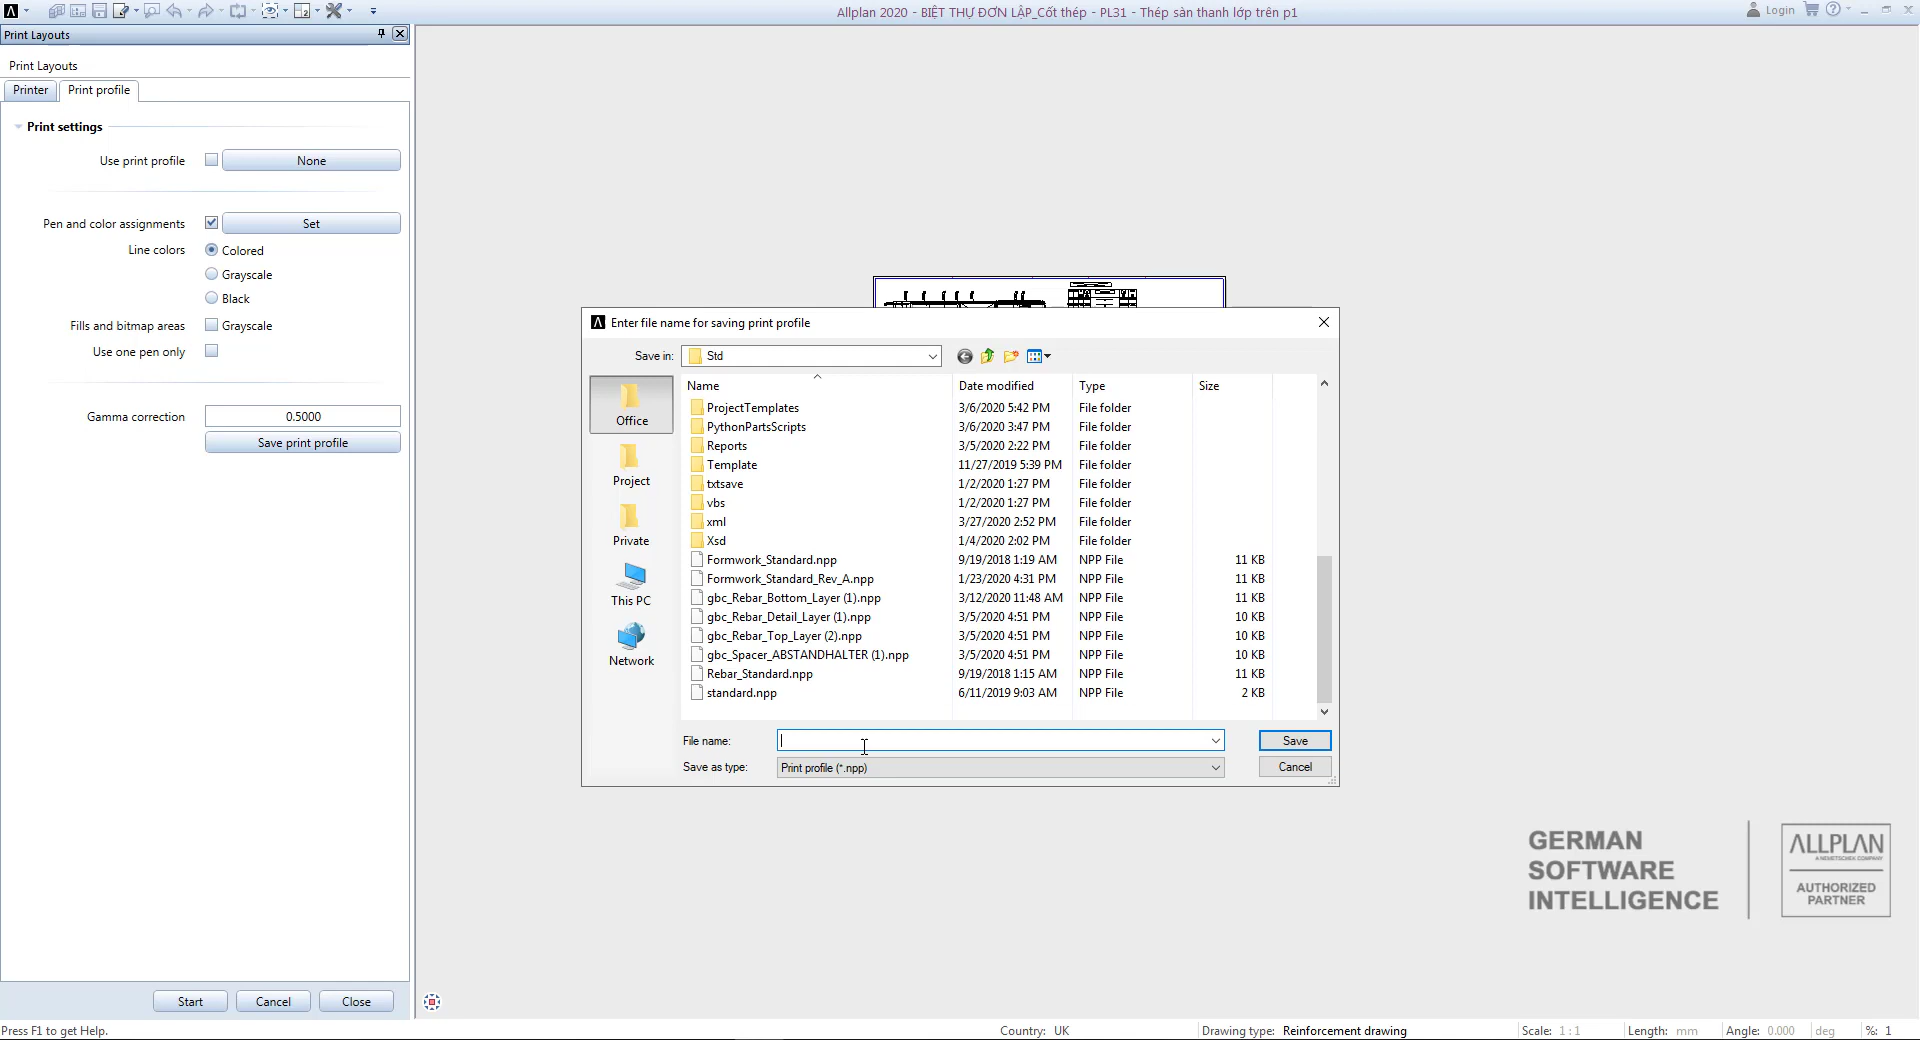 Allplan 2020 - BIỆT THỰ ĐƠN LẬP_Cốt thép - PL31 - Thép sàn thanh lớp trên p1
Login
Print Layouts
Print Layouts
Printer
Print profile
Print settings
Use print profile
None
Pen and color assignments
Set
Line colors
Colored
Grayscale
Black
Fills and bitmap areas
Grayscale
Use one pen only
Gamma correction
0.5000
Save print profile
Enter file name for saving print profile
Save in:
Std
Office
Project
Private
This PC
Network
Name Date modified Type Size
ProjectTemplates 3/6/2020 5:42 PM File folder
PythonPartsScripts 3/6/2020 3:47 PM File folder
Reports 3/5/2020 2:22 PM File folder
Template 11/27/2019 5:39 PM File folder
txtsave 1/2/2020 1:27 PM File folder
vbs 1/2/2020 1:27 PM File folder
xml 3/27/2020 2:52 PM File folder
Xsd 1/4/2020 2:02 PM File folder
Formwork_Standard.npp 9/19/2018 1:19 AM NPP File 11 KB
Formwork_Standard_Rev_A.npp 1/23/2020 4:31 PM NPP File 11 KB
gbc_Rebar_Bottom_Layer (1).npp 3/12/2020 11:48 AM NPP File 11 KB
gbc_Rebar_Detail_Layer (1).npp 3/5/2020 4:51 PM NPP File 10 KB
gbc_Rebar_Top_Layer (2).npp 3/5/2020 4:51 PM NPP File 10 KB
gbc_Spacer_ABSTANDHALTER (1).npp 3/5/2020 4:51 PM NPP File 10 KB
Rebar_Standard.npp 9/19/2018 1:15 AM NPP File 11 KB
standard.npp 6/11/2019 9:03 AM NPP File 2 KB
File name:
Save
Save as type:
Print profile (*.npp)
Cancel
GERMAN
SOFTWARE
INTELLIGENCE
ALLPLAN
A NEMETSCHEK COMPANY
AUTHORIZED
PARTNER
Start
Cancel
Close
Press F1 to get Help.
Country: UK
Drawing type: Reinforcement drawing
Scale: 1 : 1
Length: mm
Angle: 0.000
deg
%: 1